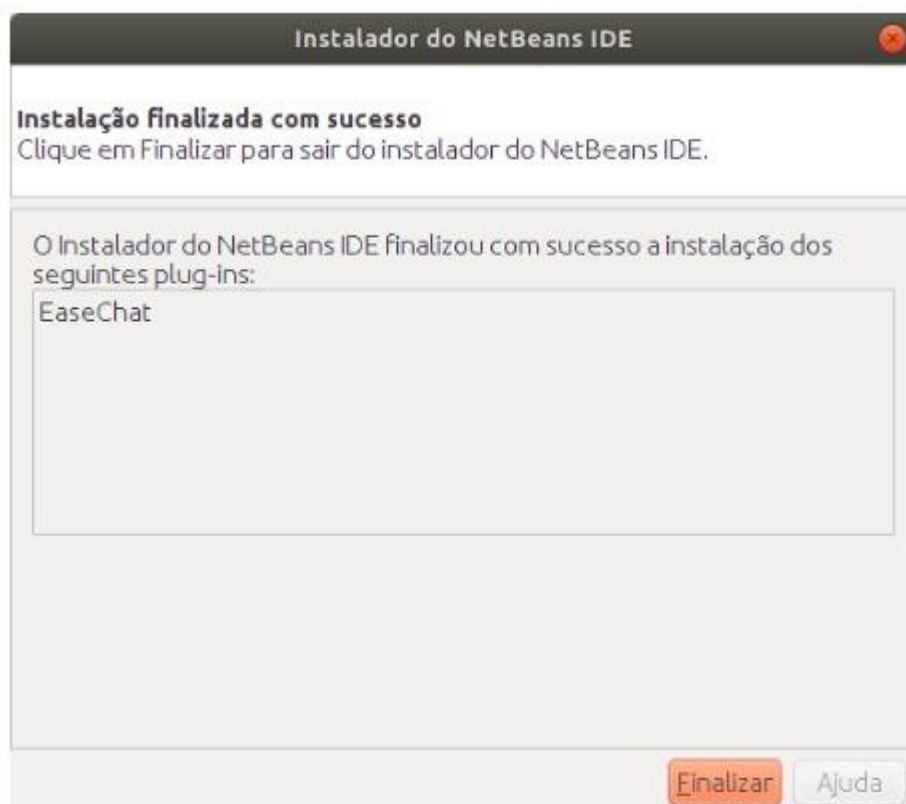 Instalador do NetBeans IDE
Instalação finalizada com sucesso
Clique em Finalizar para sair do instalador do NetBeans IDE.
O Instalador do NetBeans IDE finalizou com sucesso a instalação dos
seguintes plug-ins:
EaseChat
Finalizar Ajuda